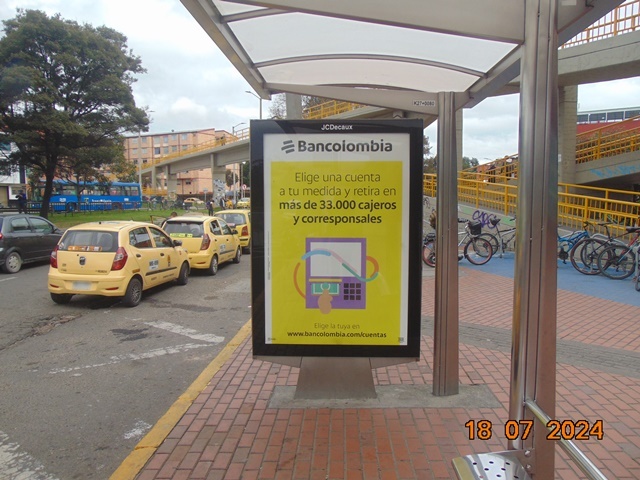 K2719080
JCDecaux
Bancolombia
Elige una cuenta
a tu medida y retira en
más de 33.000 cajeros
y corresponsales
Elige la tuya en
www.bancolombia.com/cuentas
18 07 2024